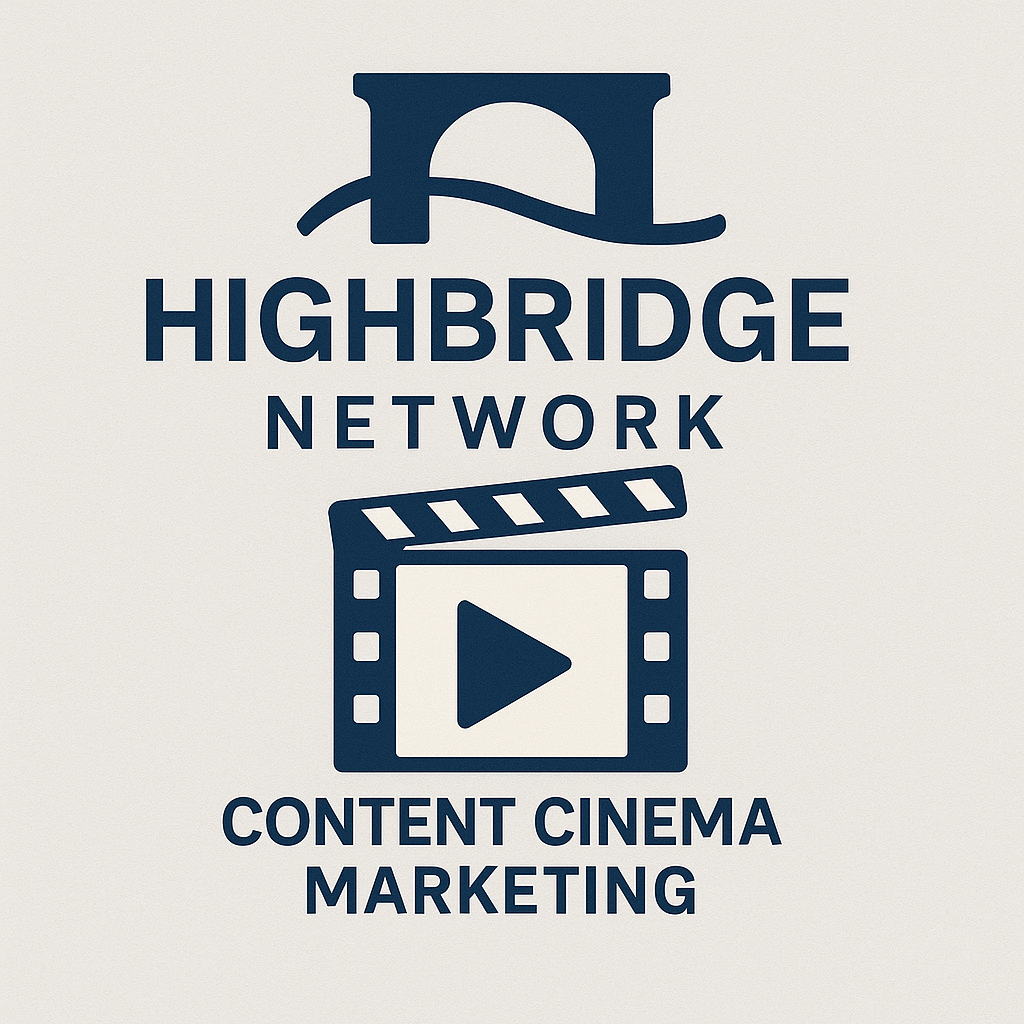 HIGHBRIDGE
NETWORK
CONTENT CINEMA
MARKETING